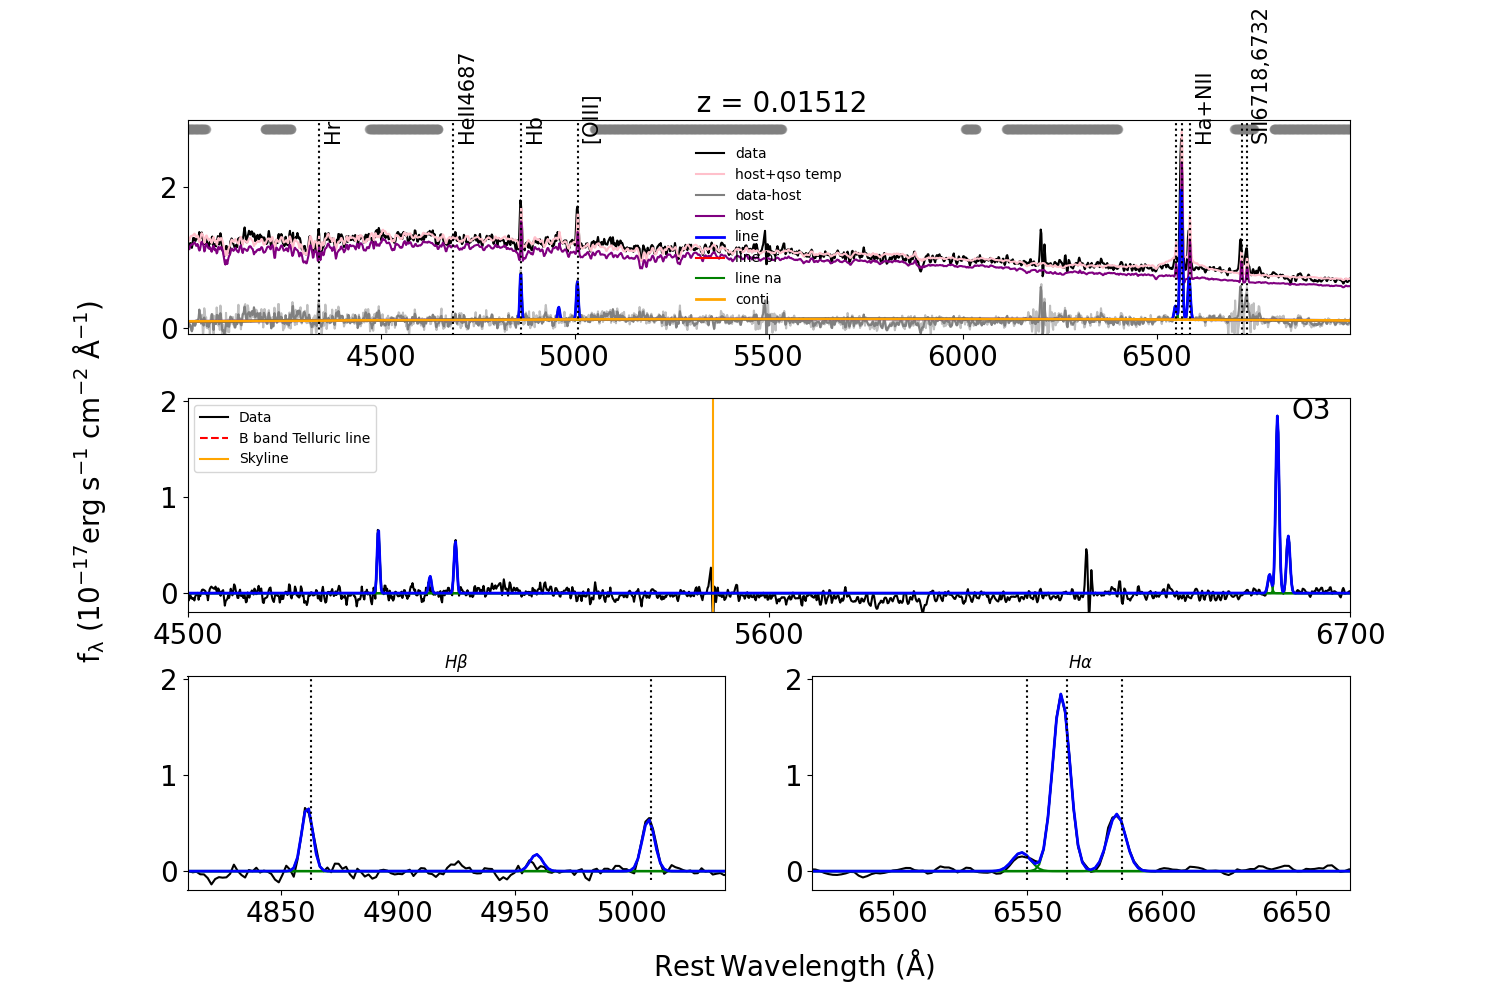 z = 0.01512
Hr
HeII4687
Hb
[OIII]
Ha+NII
SII6718,6732
data
host+qso temp
data-host
host
line
line na
conti
2
1
0
4500 5000 5500 6000 6500
fλ (10⁻¹⁷erg s⁻¹ cm⁻² Å⁻¹)
Data
B band Telluric line
Skyline
O3
2
1
0
4500 5600 6700
Hβ
2
1
0
4850 4900 4950 5000
Hα
2
1
0
6500 6550 6600 6650
Rest Wavelength (Å)